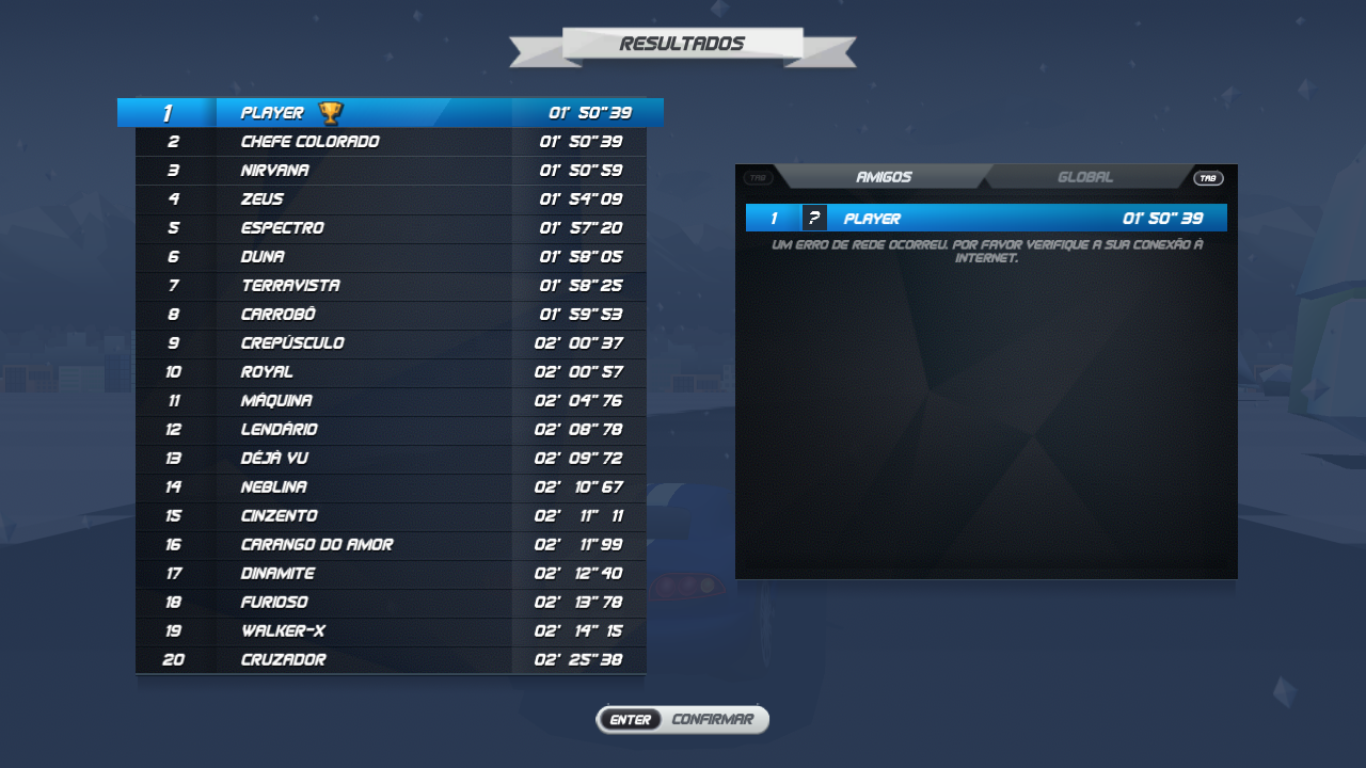 RESULTADOS
1 PLAYER 01' 50" 39
2 CHEFE COLORADO 01' 50" 39
3 NIRVANA 01' 50" 59
4 ZEUS 01' 54" 09
5 ESPECTRO 01' 57" 20
6 DUNA 01' 58" 05
7 TERRAVISTA 01' 58" 25
8 CARROBÔ 01' 59" 53
9 CREPÚSCULO 02' 00" 37
10 ROYAL 02' 00" 57
11 MÁQUINA 02' 04" 76
12 LENDÁRIO 02' 08" 78
13 DÉJÀ VU 02' 09" 72
14 NEBLINA 02' 10" 67
15 CINZENTO 02' 11" 11
16 CARANGO DO AMOR 02' 11" 99
17 DINAMITE 02' 12" 40
18 FURIOSO 02' 13" 78
19 WALKER-X 02' 14" 15
20 CRUZADOR 02' 25" 38
TAB AMIGOS GLOBAL TAB
1 ? PLAYER 01' 50" 39
UM ERRO DE REDE OCORREU. POR FAVOR VERIFIQUE A SUA CONEXÃO À
INTERNET.
ENTER CONFIRMAR